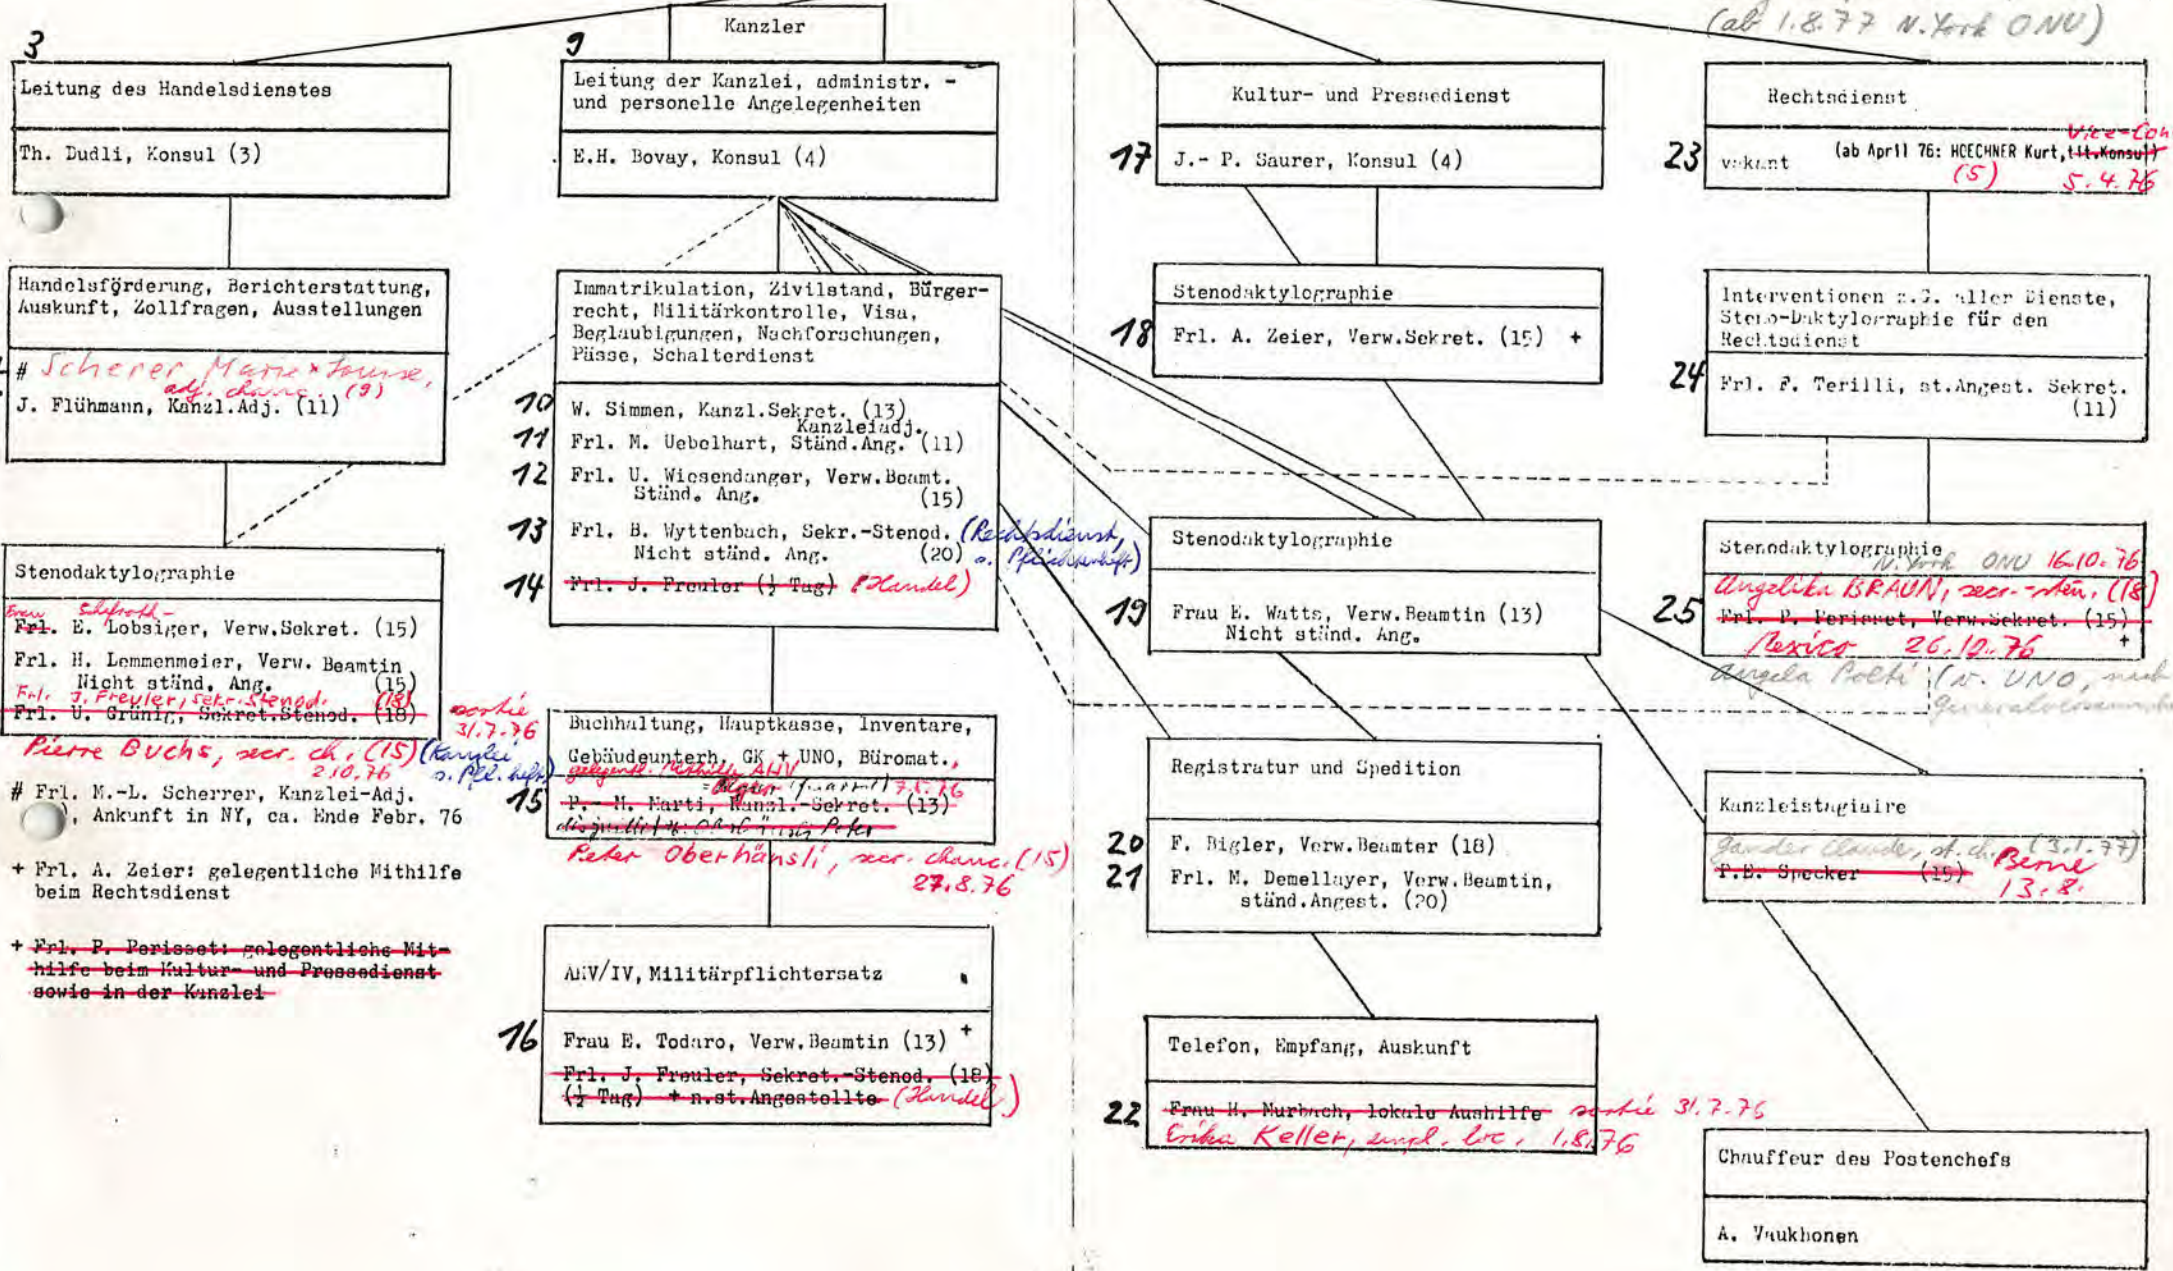 (ab 1.8.77 N.York ONU)
Kanzler
3
Leitung des Handelsdienstes
Th. Dudli, Konsul (3)
Handelsförderung, Berichterstattung,
Auskunft, Zollfragen, Ausstellungen
# Scherer, Marie-Louise,
adj. chanc. (9)
J. Flühmann, Kanzl.Adj. (11)
Stenodaktylographie
Frau
Frl. E. Lobsiger, Verw.Sekret. (15)
Frl. H. Lemmenmeier, Verw. Beamtin
Nicht ständ. Ang. (15)
Frl. J. Freuler, Sekr. Stenod. (18)
Frl. U. Grünig, Sekret.Stenod. (18)
sortie
31.7.76
Pierre Buchs, secr. ch. (15) (Kanzlei
2.10.76 s. Pfl. heft)
# Frl. M.-L. Scherrer, Kanzlei-Adj.
), Ankunft in NY, ca. Ende Febr. 76
+ Frl. A. Zeier: gelegentliche Mithilfe
beim Rechtsdienst
+ Frl. P. Perisset: gelegentliche Mit-
hilfe beim Kultur- und Pressedienst
sowie in der Kanzlei
9
Leitung der Kanzlei, administr. -
und personelle Angelegenheiten
E.H. Bovay, Konsul (4)
Immatrikulation, Zivilstand, Bürger-
recht, Militärkontrolle, Visa,
Beglaubigungen, Nachforschungen,
Pässe, Schalterdienst
10 W. Simmen, Kanzl.Sekret. (13)
Kanzleiadj.
11 Frl. M. Uebelhart, Ständ.Ang. (11)
12 Frl. U. Wiesendanger, Verw.Beamt.
Ständ. Ang. (15)
13 Frl. B. Wyttenbach, Sekr.-Stenod. (Rechtsdienst,
Nicht ständ. Ang. (20) s. Pflichtenheft)
14 Frl. J. Freuler (½ Tag) (Handel)
Buchhaltung, Hauptkasse, Inventare,
Gebäudeunterh. GK + UNO, Büromat.,
gelegentl. Mithilfe AHV
7.5.76
15 P.- M. Marti, Kanzl.-Sekret. (13)
Peter Oberhänsli, secr. chanc. (15)
27.8.76
AHV/IV, Militärpflichtersatz
16 Frau E. Todaro, Verw.Beamtin (13) +
Frl. J. Freuler, Sekret.-Stenod. (18)
(½ Tag) + n.st.Angestellte (Handel)
Kultur- und Pressedienst
17 J.- P. Saurer, Konsul (4)
Stenodaktylographie
18 Frl. A. Zeier, Verw.Sekret. (15) +
Stenodaktylographie
19 Frau E. Watts, Verw.Beamtin (13)
Nicht ständ. Ang.
Registratur und Spedition
20 F. Bigler, Verw.Beamter (18)
21 Frl. M. Demellayer, Verw.Beamtin,
ständ.Angest. (20)
Telefon, Empfang, Auskunft
22 Frau H. Murbach, lokale Aushilfe sortie 31.7.76
Erika Keller, empl. loc. 1.8.76
Rechtsdienst
Vice-Con
23 vakant (ab April 76: HOECHNER Kurt, tit.Konsul)
(5) 5.4.76
Interventionen z.G. aller Dienste,
Steno-Daktylographie für den
Rechtsdienst
24 Frl. F. Terilli, st.Angest. Sekret.
(11)
Stenodaktylographie
N.York ONU 16.10.76
Angelika BRAUN, secr.-stén. (18)
25 Frl. P. Perisset, Verw.Sekret. (15)
+
Mexico 26.10.76
Angela Polti (v. UNO, nach
Kanzleistagiaire
Gander Claude, st. ch. (3.1.77)
P.E. Specker (15) Berne
13.8.
Chauffeur des Postenchefs
A. Vaukhonen